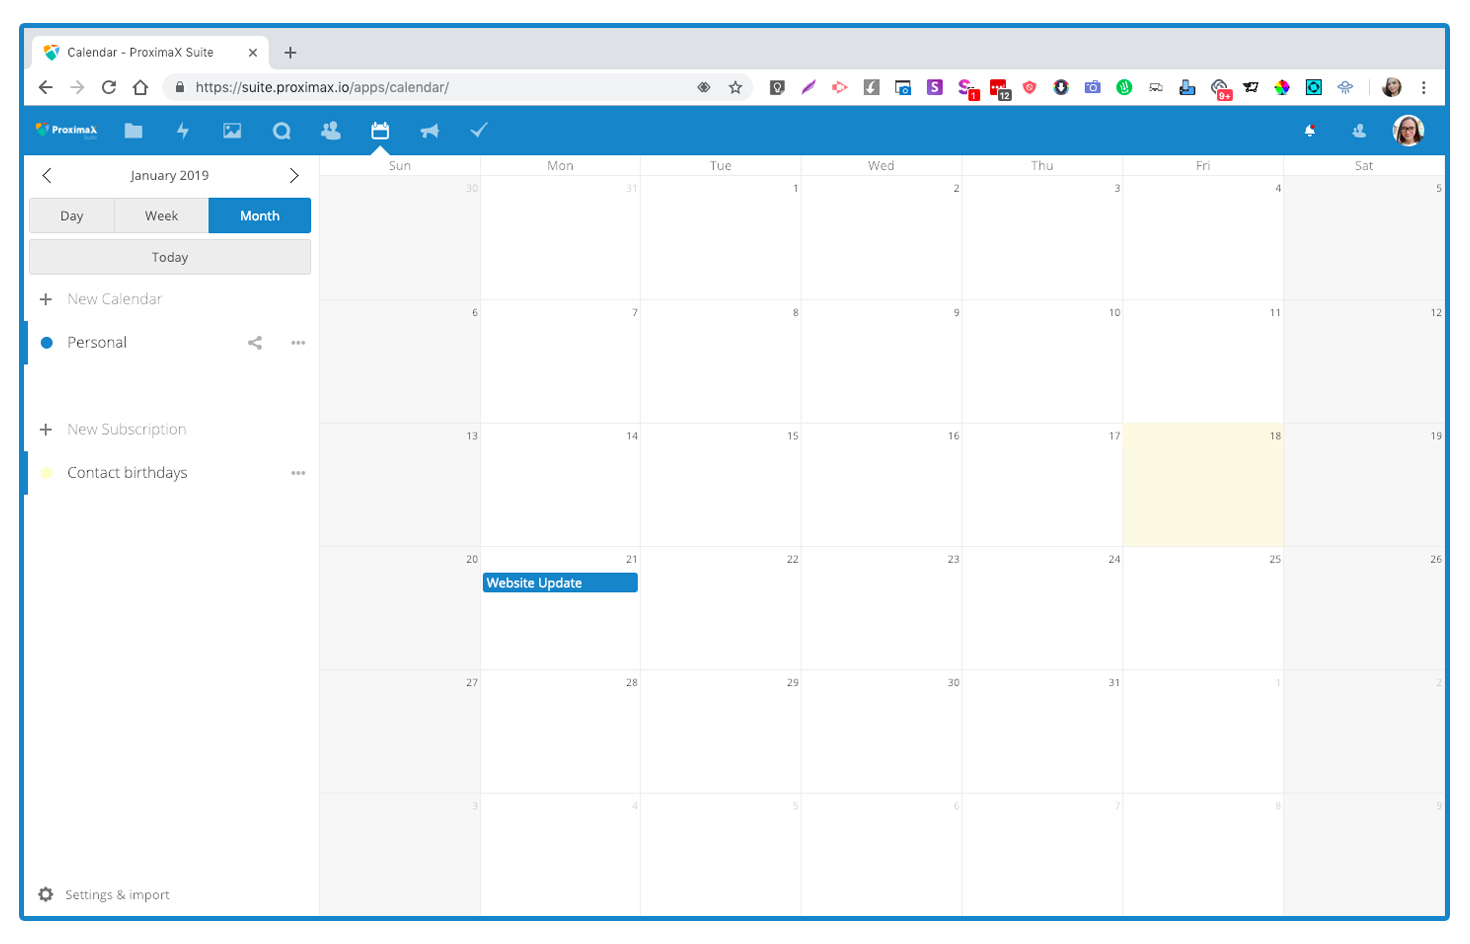 Calendar - ProximaX Suite
https://suite.proximax.io/apps/calendar/
1
12
9+
ProximaX
Suite
January 2019
Day Week Month
Today
New Calendar
Personal
New Subscription
Contact birthdays
Settings & import
Sun Mon Tue Wed Thu Fri Sat
30 31 1 2 3 4 5
6 7 8 9 10 11 12
13 14 15 16 17 18 19
20 21 22 23 24 25 26
Website Update
27 28 29 30 31 1 2
3 4 5 6 7 8 9